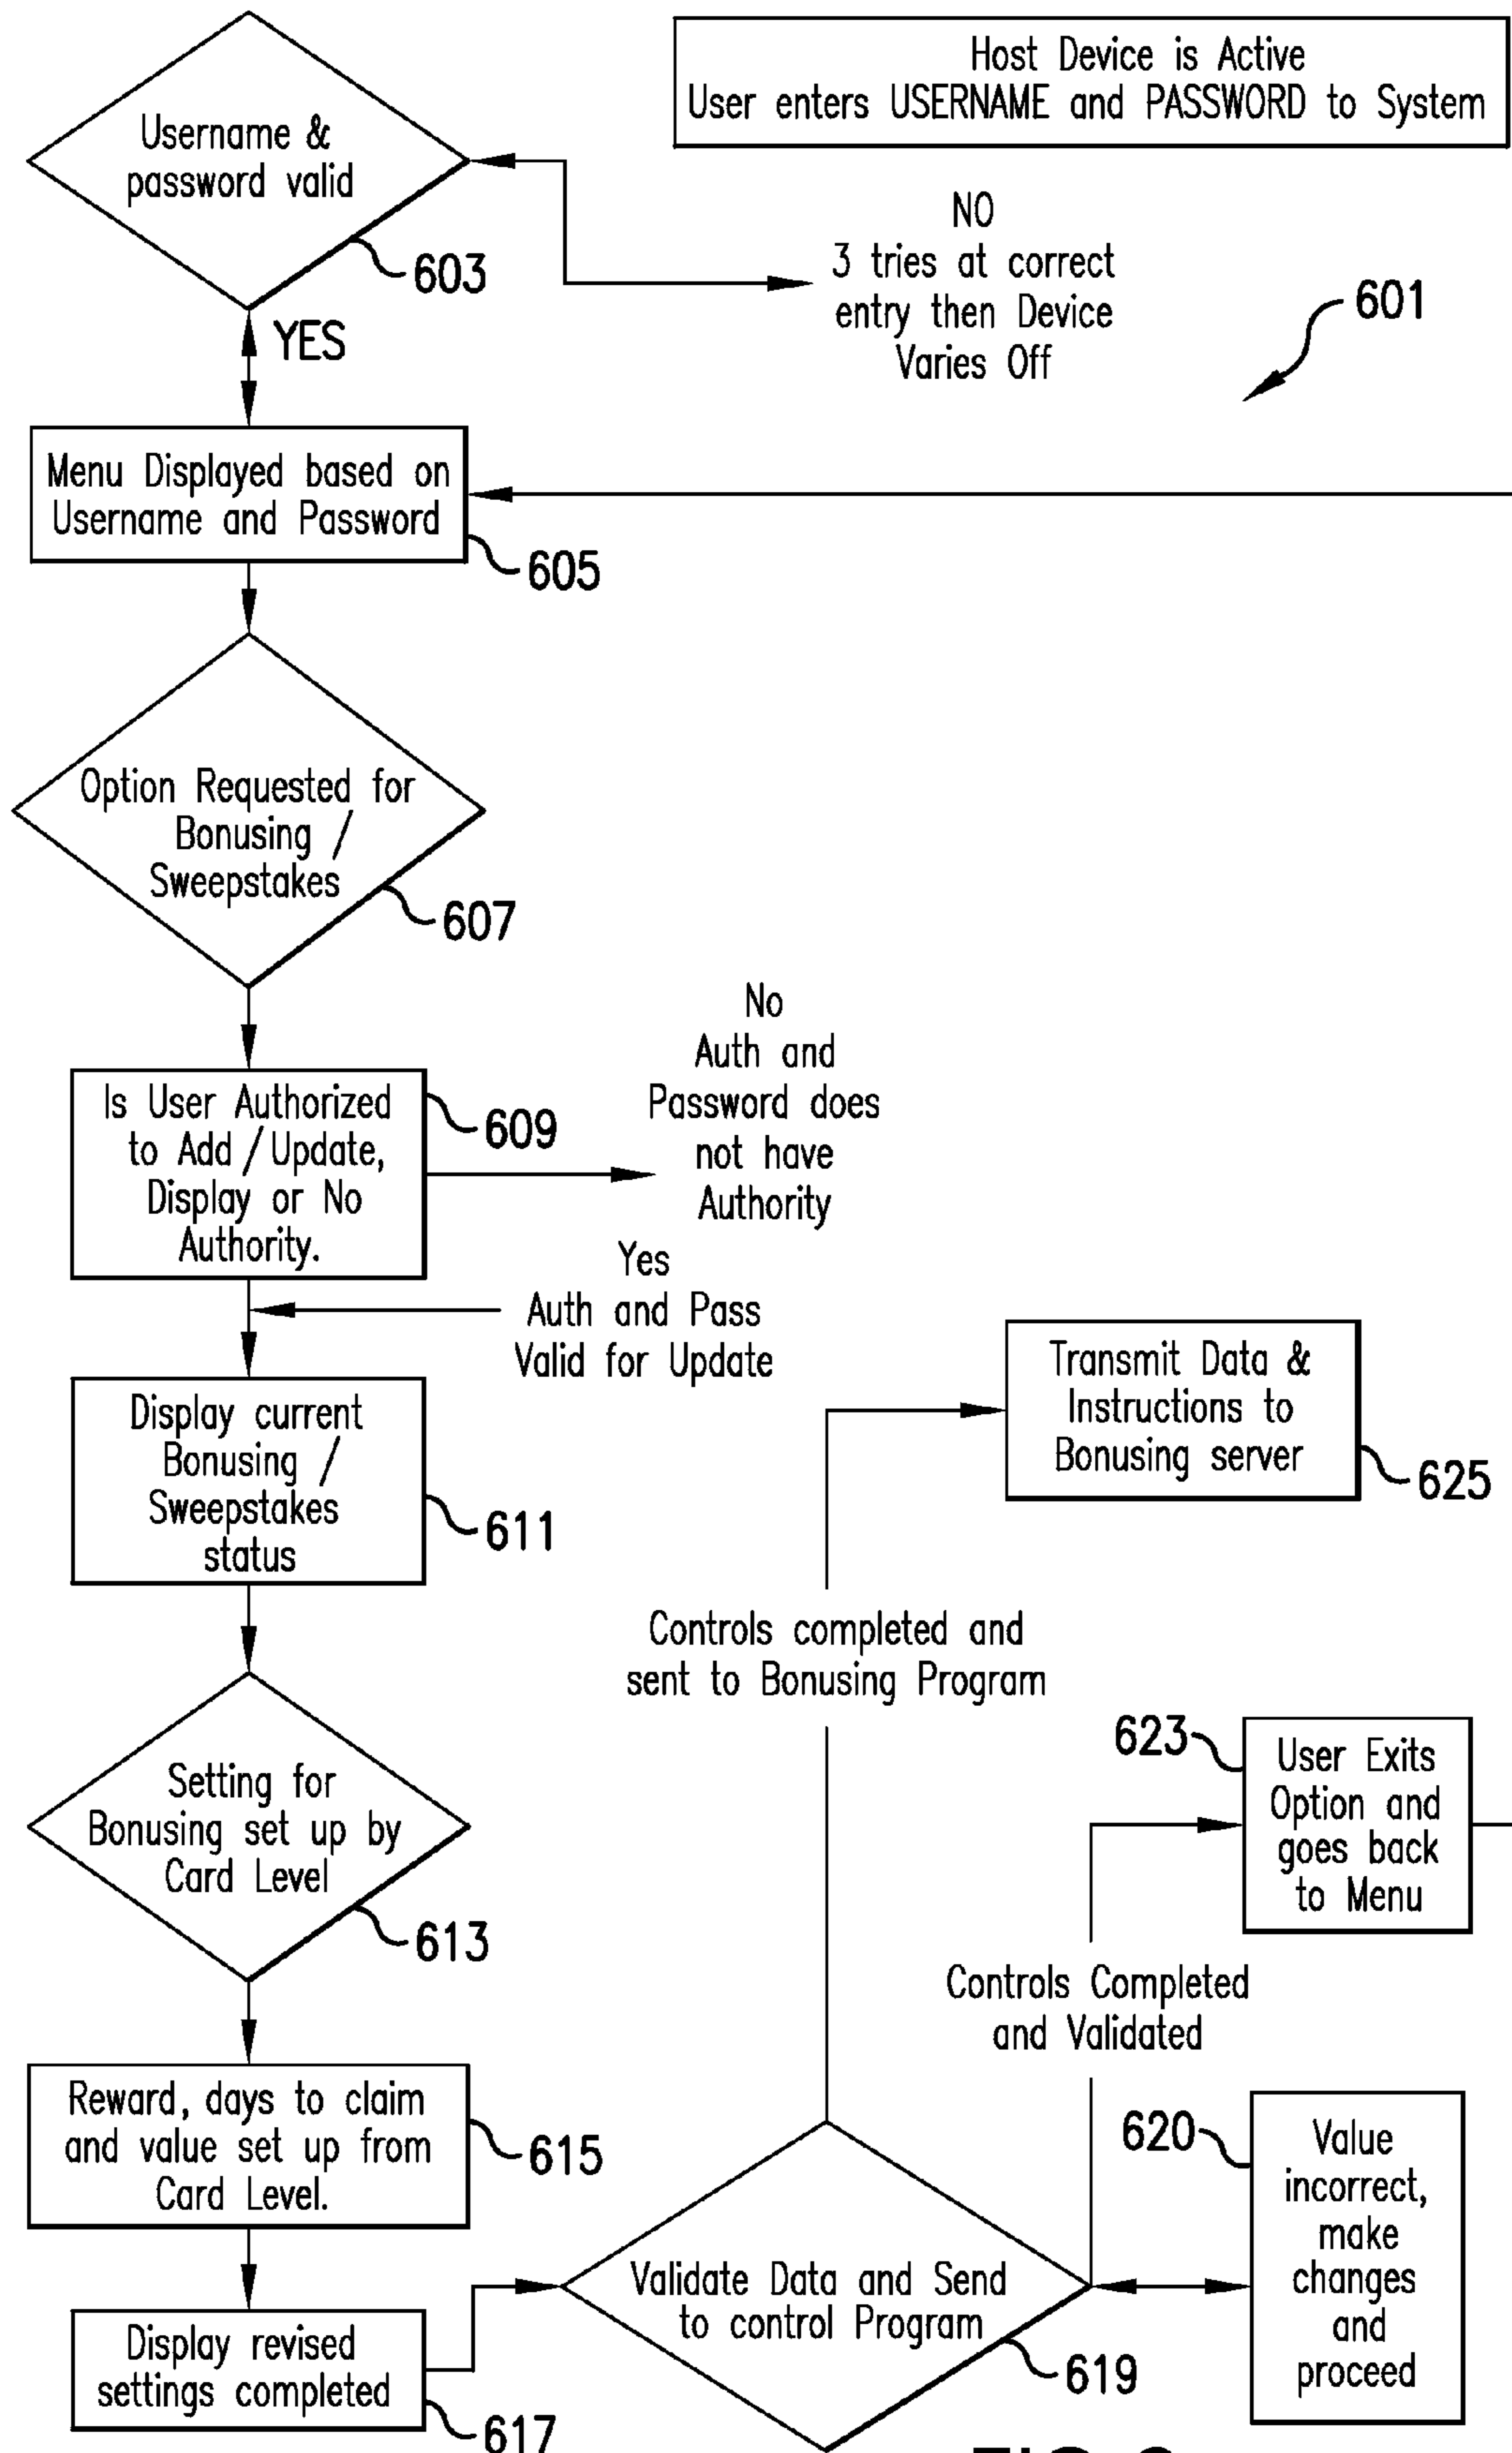 Host Device is Active
User enters USERNAME and PASSWORD to System
Username &
password valid
603
NO
3 tries at correct
entry then Device
Varies Off
601
YES
Menu Displayed based on
Username and Password
605
Option Requested for
Bonusing /
Sweepstakes
607
Is User Authorized
to Add / Update,
Display or No
Authority.
609
No
Auth and
Password does
not have
Authority
Yes
Auth and Pass
Valid for Update
Display current
Bonusing /
Sweepstakes
status
611
Transmit Data &
Instructions to
Bonusing server
625
Controls completed and
sent to Bonusing Program
Setting for
Bonusing set up by
Card Level
613
623
User Exits
Option and
goes back
to Menu
Controls Completed
and Validated
Reward, days to claim
and value set up from
Card Level.
615
620
Value
incorrect,
make
changes
and
proceed
Validate Data and Send
to control Program
619
Display revised
settings completed
617